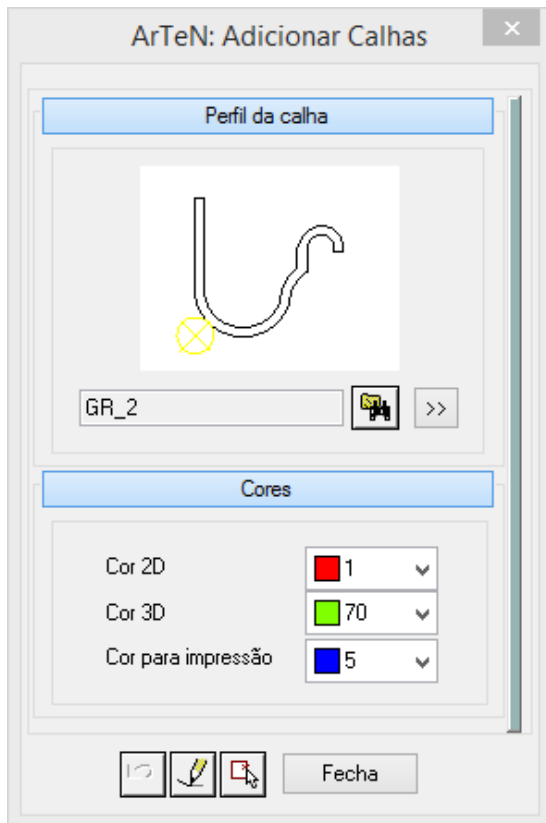 ArTeN: Adicionar Calhas
Perfil da calha
GR_2 >>
Cores
Cor 2D 1
Cor 3D 70
Cor para impressão 5
Fecha